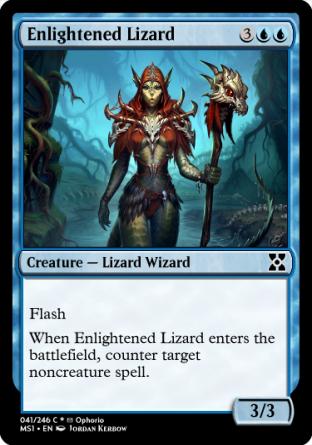 Enlightened Lizard 3
Creature — Lizard Wizard
Flash
When Enlightened Lizard enters the
battlefield, counter target
noncreature spell.
3/3
041/246 C * Ophorio
MS1 • EN Jordan Kerbow